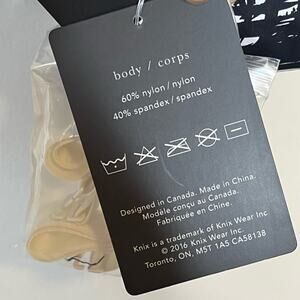 body / corps
60% nylon / nylon
40% spandex / spandex
Designed in Canada. Made in China.
Modèle conçu au Canada.
Fabriquée en Chine.
Knix is a trademark of Knix Wear Inc
© 2016 Knix Wear Inc
Toronto, ON, M5T 1A5 CA58138